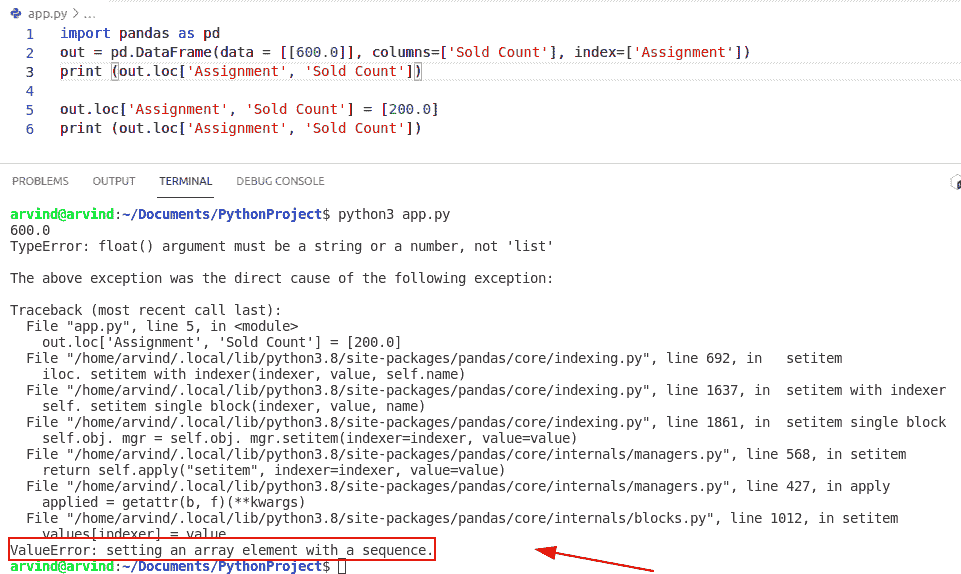 app.py > ...
1 import pandas as pd
2 out = pd.DataFrame(data = [[600.0]], columns=['Sold Count'], index=['Assignment'])
3 print (out.loc['Assignment', 'Sold Count'])
4
5 out.loc['Assignment', 'Sold Count'] = [200.0]
6 print (out.loc['Assignment', 'Sold Count'])
PROBLEMS OUTPUT TERMINAL DEBUG CONSOLE
arvind@arvind:~/Documents/PythonProject$ python3 app.py
600.0
TypeError: float() argument must be a string or a number, not 'list'
The above exception was the direct cause of the following exception:
Traceback (most recent call last):
  File "app.py", line 5, in <module>
    out.loc['Assignment', 'Sold Count'] = [200.0]
  File "/home/arvind/.local/lib/python3.8/site-packages/pandas/core/indexing.py", line 692, in   setitem
    iloc. setitem with indexer(indexer, value, self.name)
  File "/home/arvind/.local/lib/python3.8/site-packages/pandas/core/indexing.py", line 1637, in  setitem with indexer
    self. setitem single block(indexer, value, name)
  File "/home/arvind/.local/lib/python3.8/site-packages/pandas/core/indexing.py", line 1861, in  setitem single block
    self.obj. mgr = self.obj. mgr.setitem(indexer=indexer, value=value)
  File "/home/arvind/.local/lib/python3.8/site-packages/pandas/core/internals/managers.py", line 568, in setitem
    return self.apply("setitem", indexer=indexer, value=value)
  File "/home/arvind/.local/lib/python3.8/site-packages/pandas/core/internals/managers.py", line 427, in apply
    applied = getattr(b, f)(**kwargs)
  File "/home/arvind/.local/lib/python3.8/site-packages/pandas/core/internals/blocks.py", line 1012, in setitem
    values[indexer] = value
ValueError: setting an array element with a sequence.
arvind@arvind:~/Documents/PythonProject$